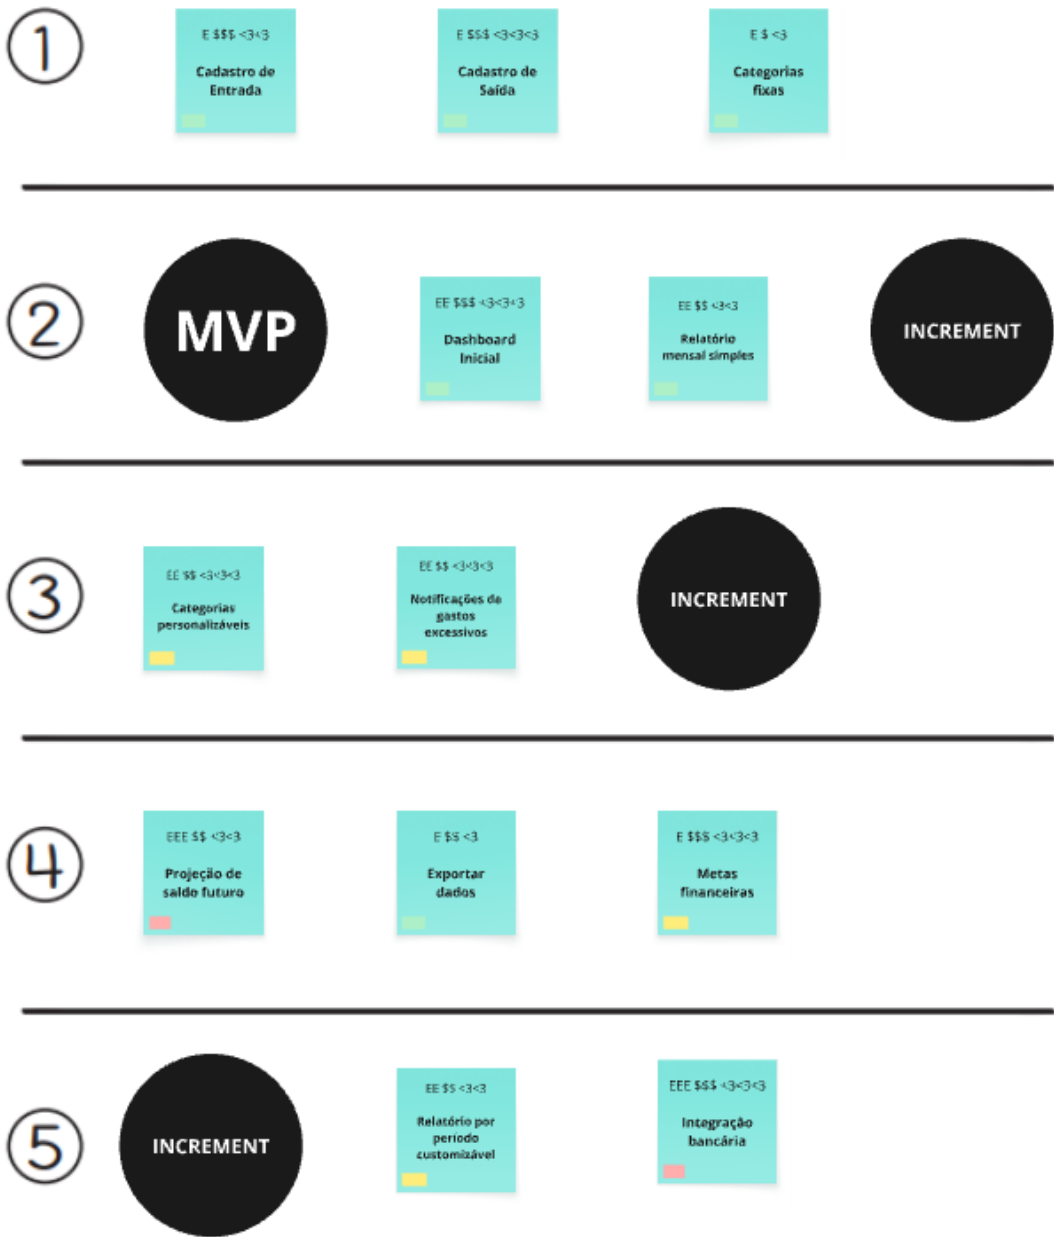 1
E $$$ <3<3
Cadastro de
Entrada
E $$$ <3<3<3
Cadastro de
Saída
E $ <3
Categorias
fixas
2
MVP
EE $$$ <3<3<3
Dashboard
Inicial
EE $$ <3<3
Relatório
mensal simples
INCREMENT
3
EE $$ <3<3<3
Categorias
personalizáveis
EE $$ <3<3<3
Notificações de
gastos
excessivos
INCREMENT
4
EEE $$ <3<3
Projeção de
saldo futuro
E $$ <3
Exportar
dados
E $$$ <3<3<3
Metas
financeiras
5
INCREMENT
EE $$ <3<3
Relatório por
período
customizável
EEE $$$ <3<3<3
Integração
bancária